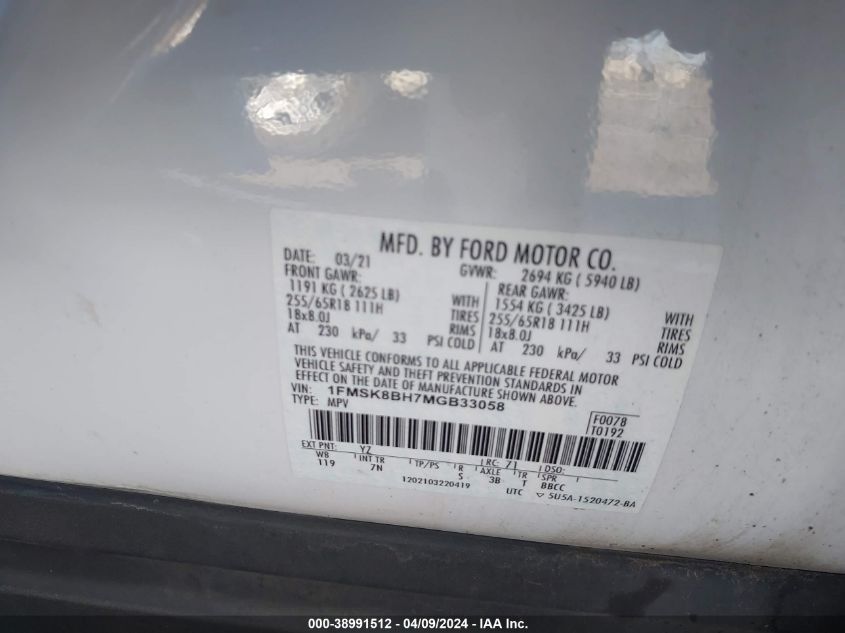 MFD. BY FORD MOTOR CO.
DATE: 03/21
GVWR: 2694 KG ( 5940 LB)
FRONT GAWR:
1191 KG ( 2625 LB) WITH
255/65R18 111H TIRES
18x8.0J RIMS
AT 230 kPa/ 33 PSI COLD
REAR GAWR:
1554 KG ( 3425 LB) WITH
255/65R18 111H TIRES
18x8.0J RIMS
AT 230 kPa/ 33 PSI COLD
THIS VEHICLE CONFORMS TO ALL APPLICABLE FEDERAL MOTOR
VEHICLE SAFETY AND THEFT PREVENTION STANDARDS IN
EFFECT ON THE DATE OF MANUFACTURE SHOWN ABOVE.
VIN: 1FMSK8BH7MGB33058
TYPE: MPV
F0078
T0192
EXT PNT: YZ RC: 71 DSO:
WB INT TR TP/PS R AXLE TR SPR
119 7N S 3B T BBCC
1202103220419 UTC ▽ 5U5A-1520472-BA
000-38991512 - 04/09/2024 - IAA Inc.